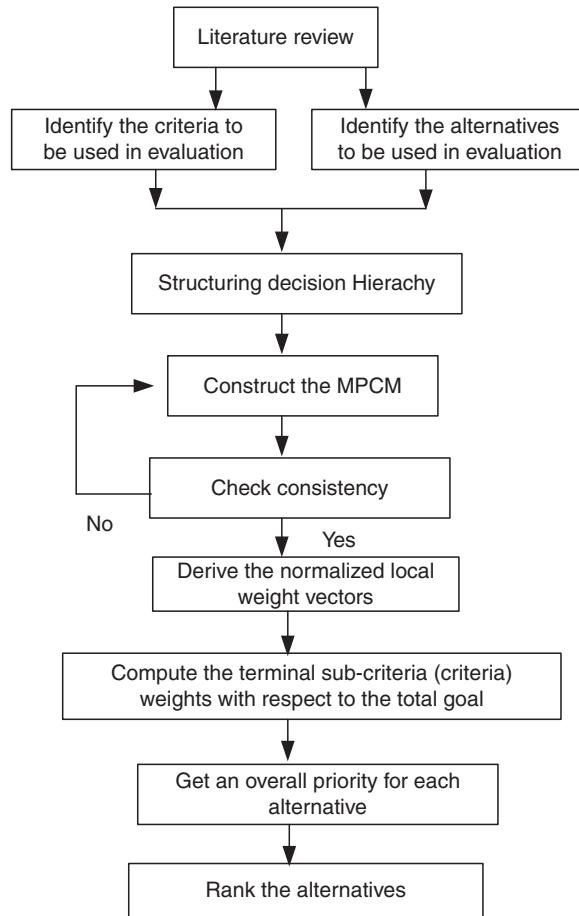 Literature review
Identify the criteria to
be used in evaluation
Identify the alternatives
to be used in evaluation
Structuring decision Hierachy
Construct the MPCM
Check consistency
No
Yes
Derive the normalized local
weight vectors
Compute the terminal sub-criteria (criteria)
weights with respect to the total goal
Get an overall priority for each
alternative
Rank the alternatives